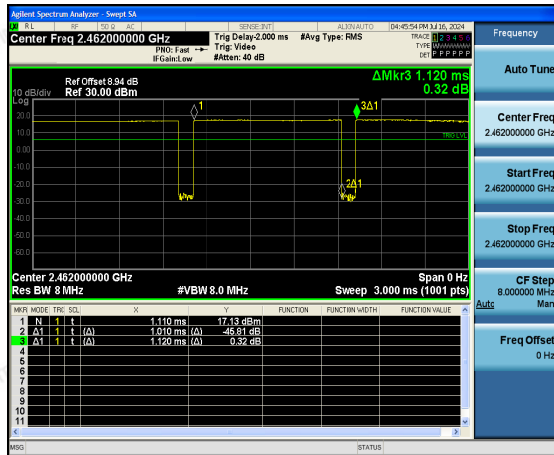 Agilent Spectrum Analyzer - Swept SA
RL RF 50 Ω AC SENSE:INT ALIGN AUTO 04:45:54 PM Jul 16, 2024
Center Freq 2.462000000 GHz Trig Delay-2.000 ms #Avg Type: RMS TRACE 1 2 3 4 5 6
PNO: Fast Trig: Video TYPE WWWWWW
IFGain:Low #Atten: 40 dB DET P P P P P P
ΔMkr3 1.120 ms
0.32 dB
Ref Offset 8.94 dB
10 dB/div Ref 30.00 dBm
Log
20.0
10.0
0.00
-10.0
-20.0
-30.0
-40.0
-50.0
-60.0
1
3Δ1
TRIG LVL
2Δ1
Center 2.462000000 GHz Span 0 Hz
Res BW 8 MHz #VBW 8.0 MHz Sweep 3.000 ms (1001 pts)
MKR MODE TRC SCL X Y FUNCTION FUNCTION WIDTH FUNCTION VALUE
1 N 1 t 1.110 ms 17.13 dBm
2 Δ1 1 t (Δ) 1.010 ms (Δ) -45.81 dB
3 Δ1 1 t (Δ) 1.120 ms (Δ) 0.32 dB
4
5
6
7
8
9
10
11
MSG STATUS
Frequency
Auto Tune
Center Freq
2.462000000 GHz
Start Freq
2.462000000 GHz
Stop Freq
2.462000000 GHz
CF Step
8.000000 MHz
Auto Man
Freq Offset
0 Hz